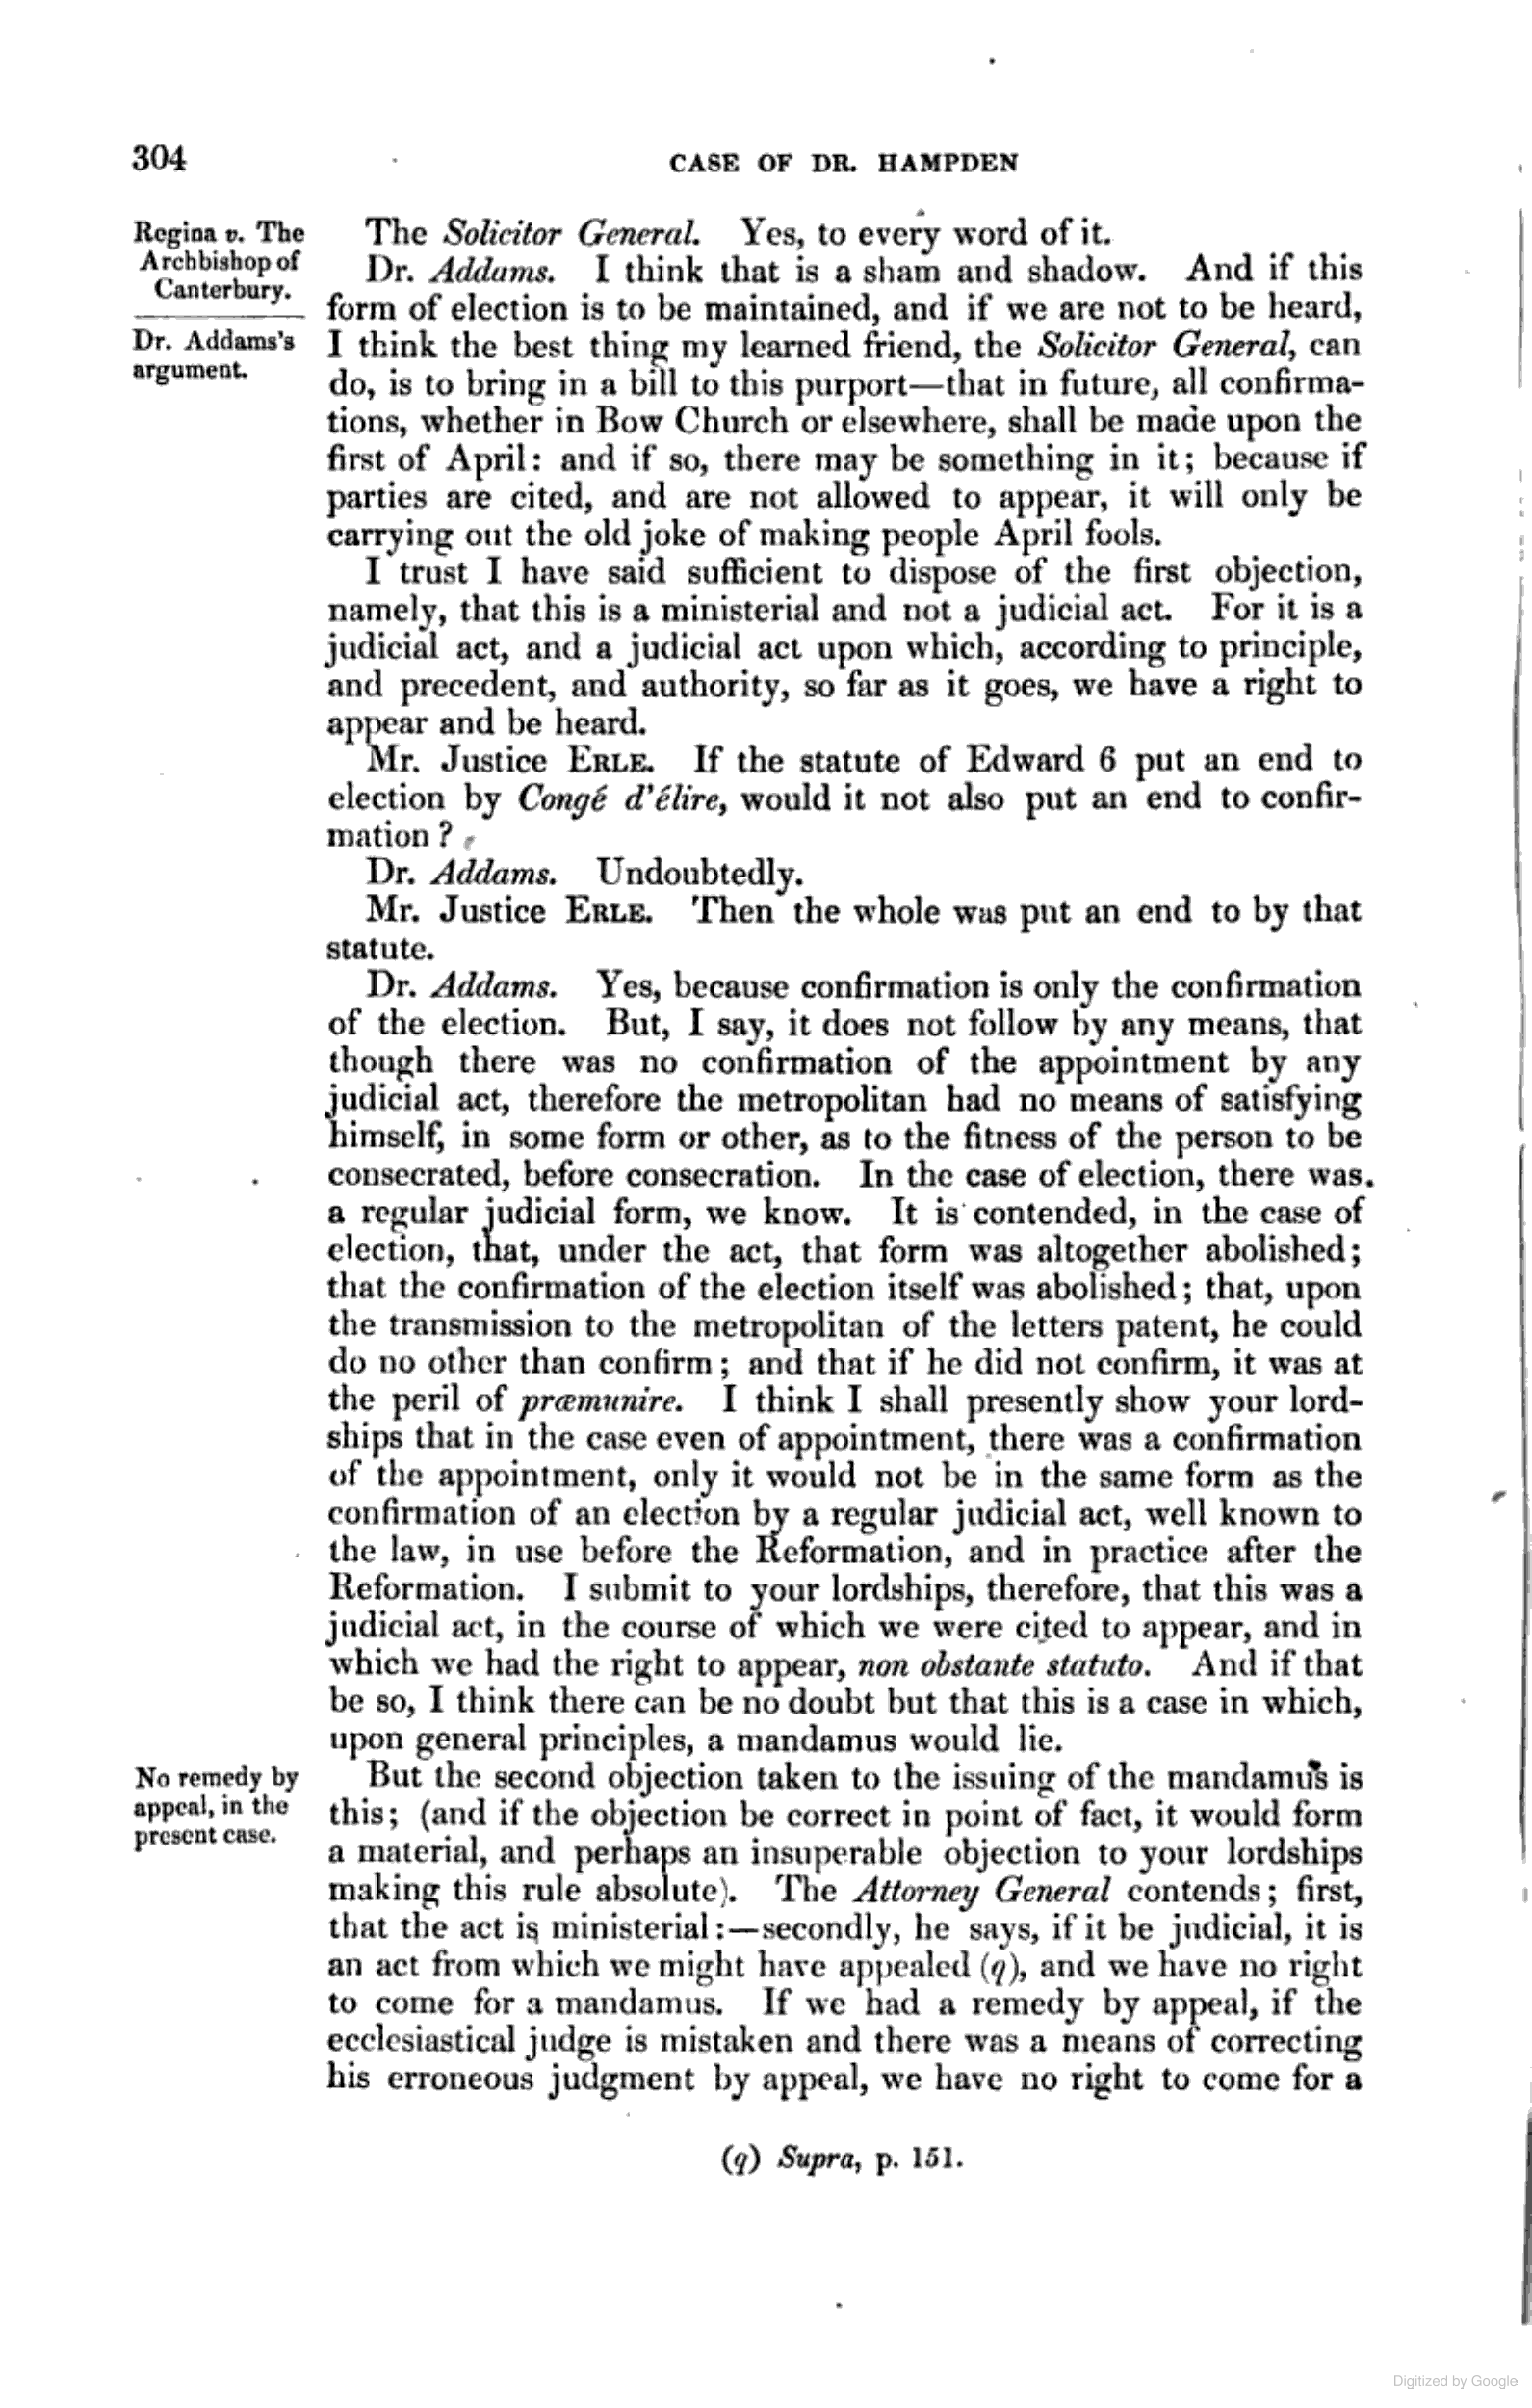 304
CASE OF DR. HAMPDEN
Regina v. The
Archbishop of
Canterbury.
Dr. Addams's
argument.
The Solicitor General. Yes, to every word of it.
Dr. Addams. I think that is a sham and shadow. And if this
form of election is to be maintained, and if we are not to be heard,
I think the best thing my learned friend, the Solicitor General, can
do, is to bring in a bill to this purport—that in future, all confirma-
tions, whether in Bow Church or elsewhere, shall be made upon the
first of April: and if so, there may be something in it; because if
parties are cited, and are not allowed to appear, it will only be
carrying out the old joke of making people April fools.
I trust I have said sufficient to dispose of the first objection,
namely, that this is a ministerial and not a judicial act. For it is a
judicial act, and a judicial act upon which, according to principle,
and precedent, and authority, so far as it goes, we have a right to
appear and be heard.
Mr. Justice ERLE. If the statute of Edward 6 put an end to
election by Congé d'élire, would it not also put an end to confir-
mation?
Dr. Addams. Undoubtedly.
Mr. Justice ERLE. Then the whole was put an end to by that
statute.
Dr. Addams. Yes, because confirmation is only the confirmation
of the election. But, I say, it does not follow by any means, that
though there was no confirmation of the appointment by any
judicial act, therefore the metropolitan had no means of satisfying
himself, in some form or other, as to the fitness of the person to be
consecrated, before consecration. In the case of election, there was.
a regular judicial form, we know. It is contended, in the case of
election, that, under the act, that form was altogether abolished;
that the confirmation of the election itself was abolished; that, upon
the transmission to the metropolitan of the letters patent, he could
do no other than confirm; and that if he did not confirm, it was at
the peril of præmunire. I think I shall presently show your lord-
ships that in the case even of appointment, there was a confirmation
of the appointment, only it would not be in the same form as the
confirmation of an election by a regular judicial act, well known to
the law, in use before the Reformation, and in practice after the
Reformation. I submit to your lordships, therefore, that this was a
judicial act, in the course of which we were cited to appear, and in
which we had the right to appear, non obstante statuto. And if that
be so, I think there can be no doubt but that this is a case in which,
upon general principles, a mandamus would lie.
No remedy by
appeal, in the
present case.
But the second objection taken to the issuing of the mandamus is
this; (and if the objection be correct in point of fact, it would form
a material, and perhaps an insuperable objection to your lordships
making this rule absolute). The Attorney General contends; first,
that the act is ministerial:—secondly, he says, if it be judicial, it is
an act from which we might have appealed (q), and we have no right
to come for a mandamus. If we had a remedy by appeal, if the
ecclesiastical judge is mistaken and there was a means of correcting
his erroneous judgment by appeal, we have no right to come for a
(q) Supra, p. 151.
Digitized by Google